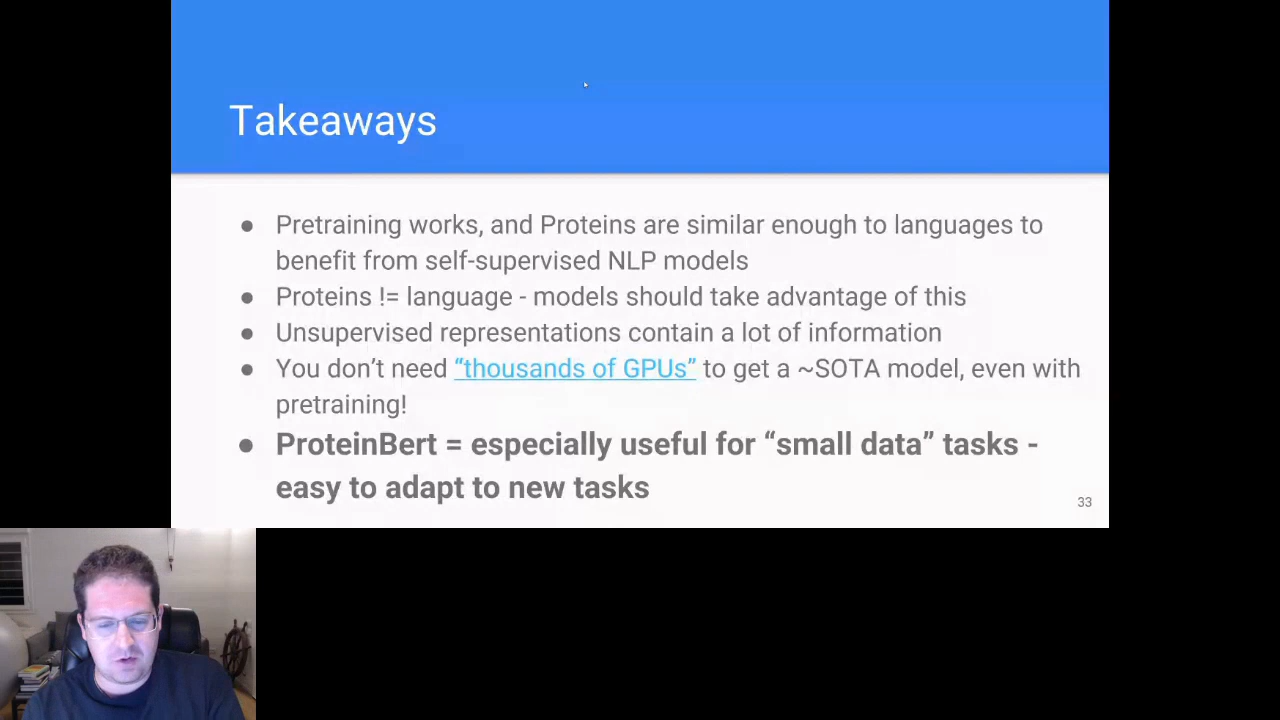 Takeaways
● Pretraining works, and Proteins are similar enough to languages to
benefit from self-supervised NLP models
● Proteins != language - models should take advantage of this
● Unsupervised representations contain a lot of information
● You don’t need “thousands of GPUs” to get a ~SOTA model, even with
pretraining!
● ProteinBert = especially useful for “small data” tasks -
easy to adapt to new tasks
33